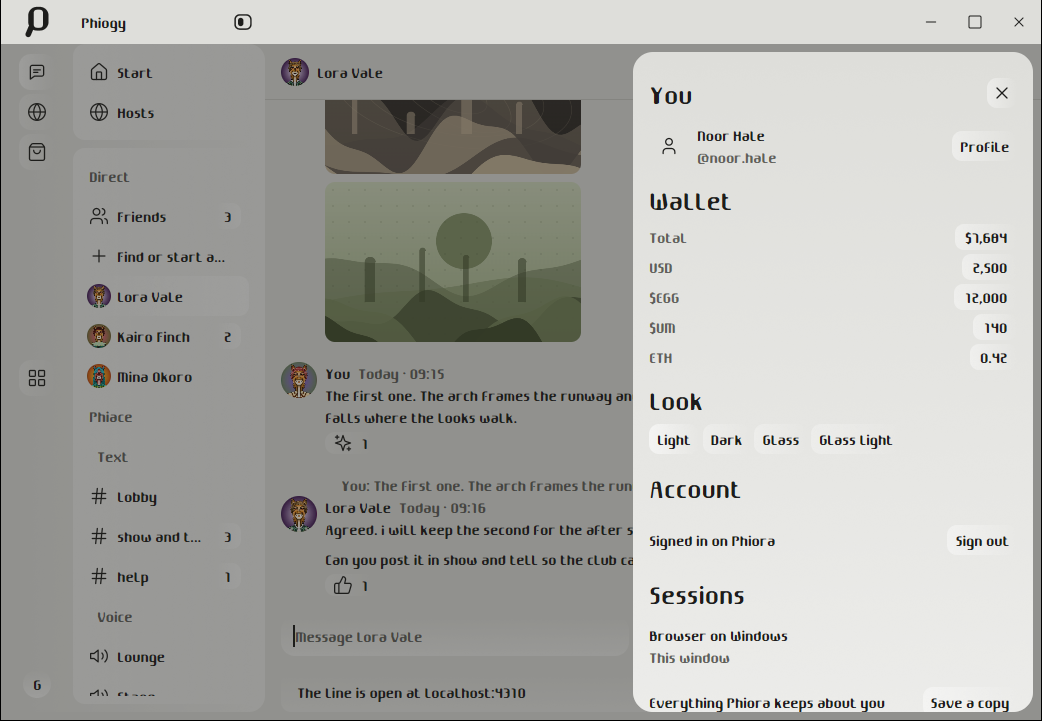 Phiogy
Start
Hosts
Direct
Friends 3
Find or start a...
Lora Vale
Kairo Finch 2
Mina Okoro
Phiace
Text
Lobby
show and t... 3
help 1
Voice
Lounge
6
Lora Vale
You Today · 09:15
The first one. The arch frames the runway an
falls where the looks walk.
1
You: The first one. The arch frames the run
Lora Vale Today · 09:16
Agreed. i will keep the second for the after s
Can you post it in show and tell so the club ca
1
Message Lora Vale
The Line is open at localhost:4310
You
Noor Hale
@noor.hale
Profile
Wallet
Total $1,684
USD 2,500
$EGG 12,000
$UM 140
ETH 0.42
Look
Light Dark Glass Glass light
Account
Signed in on Phiora Sign out
Sessions
Browser on Windows
This window
Everything Phiora keeps about you Save a copy